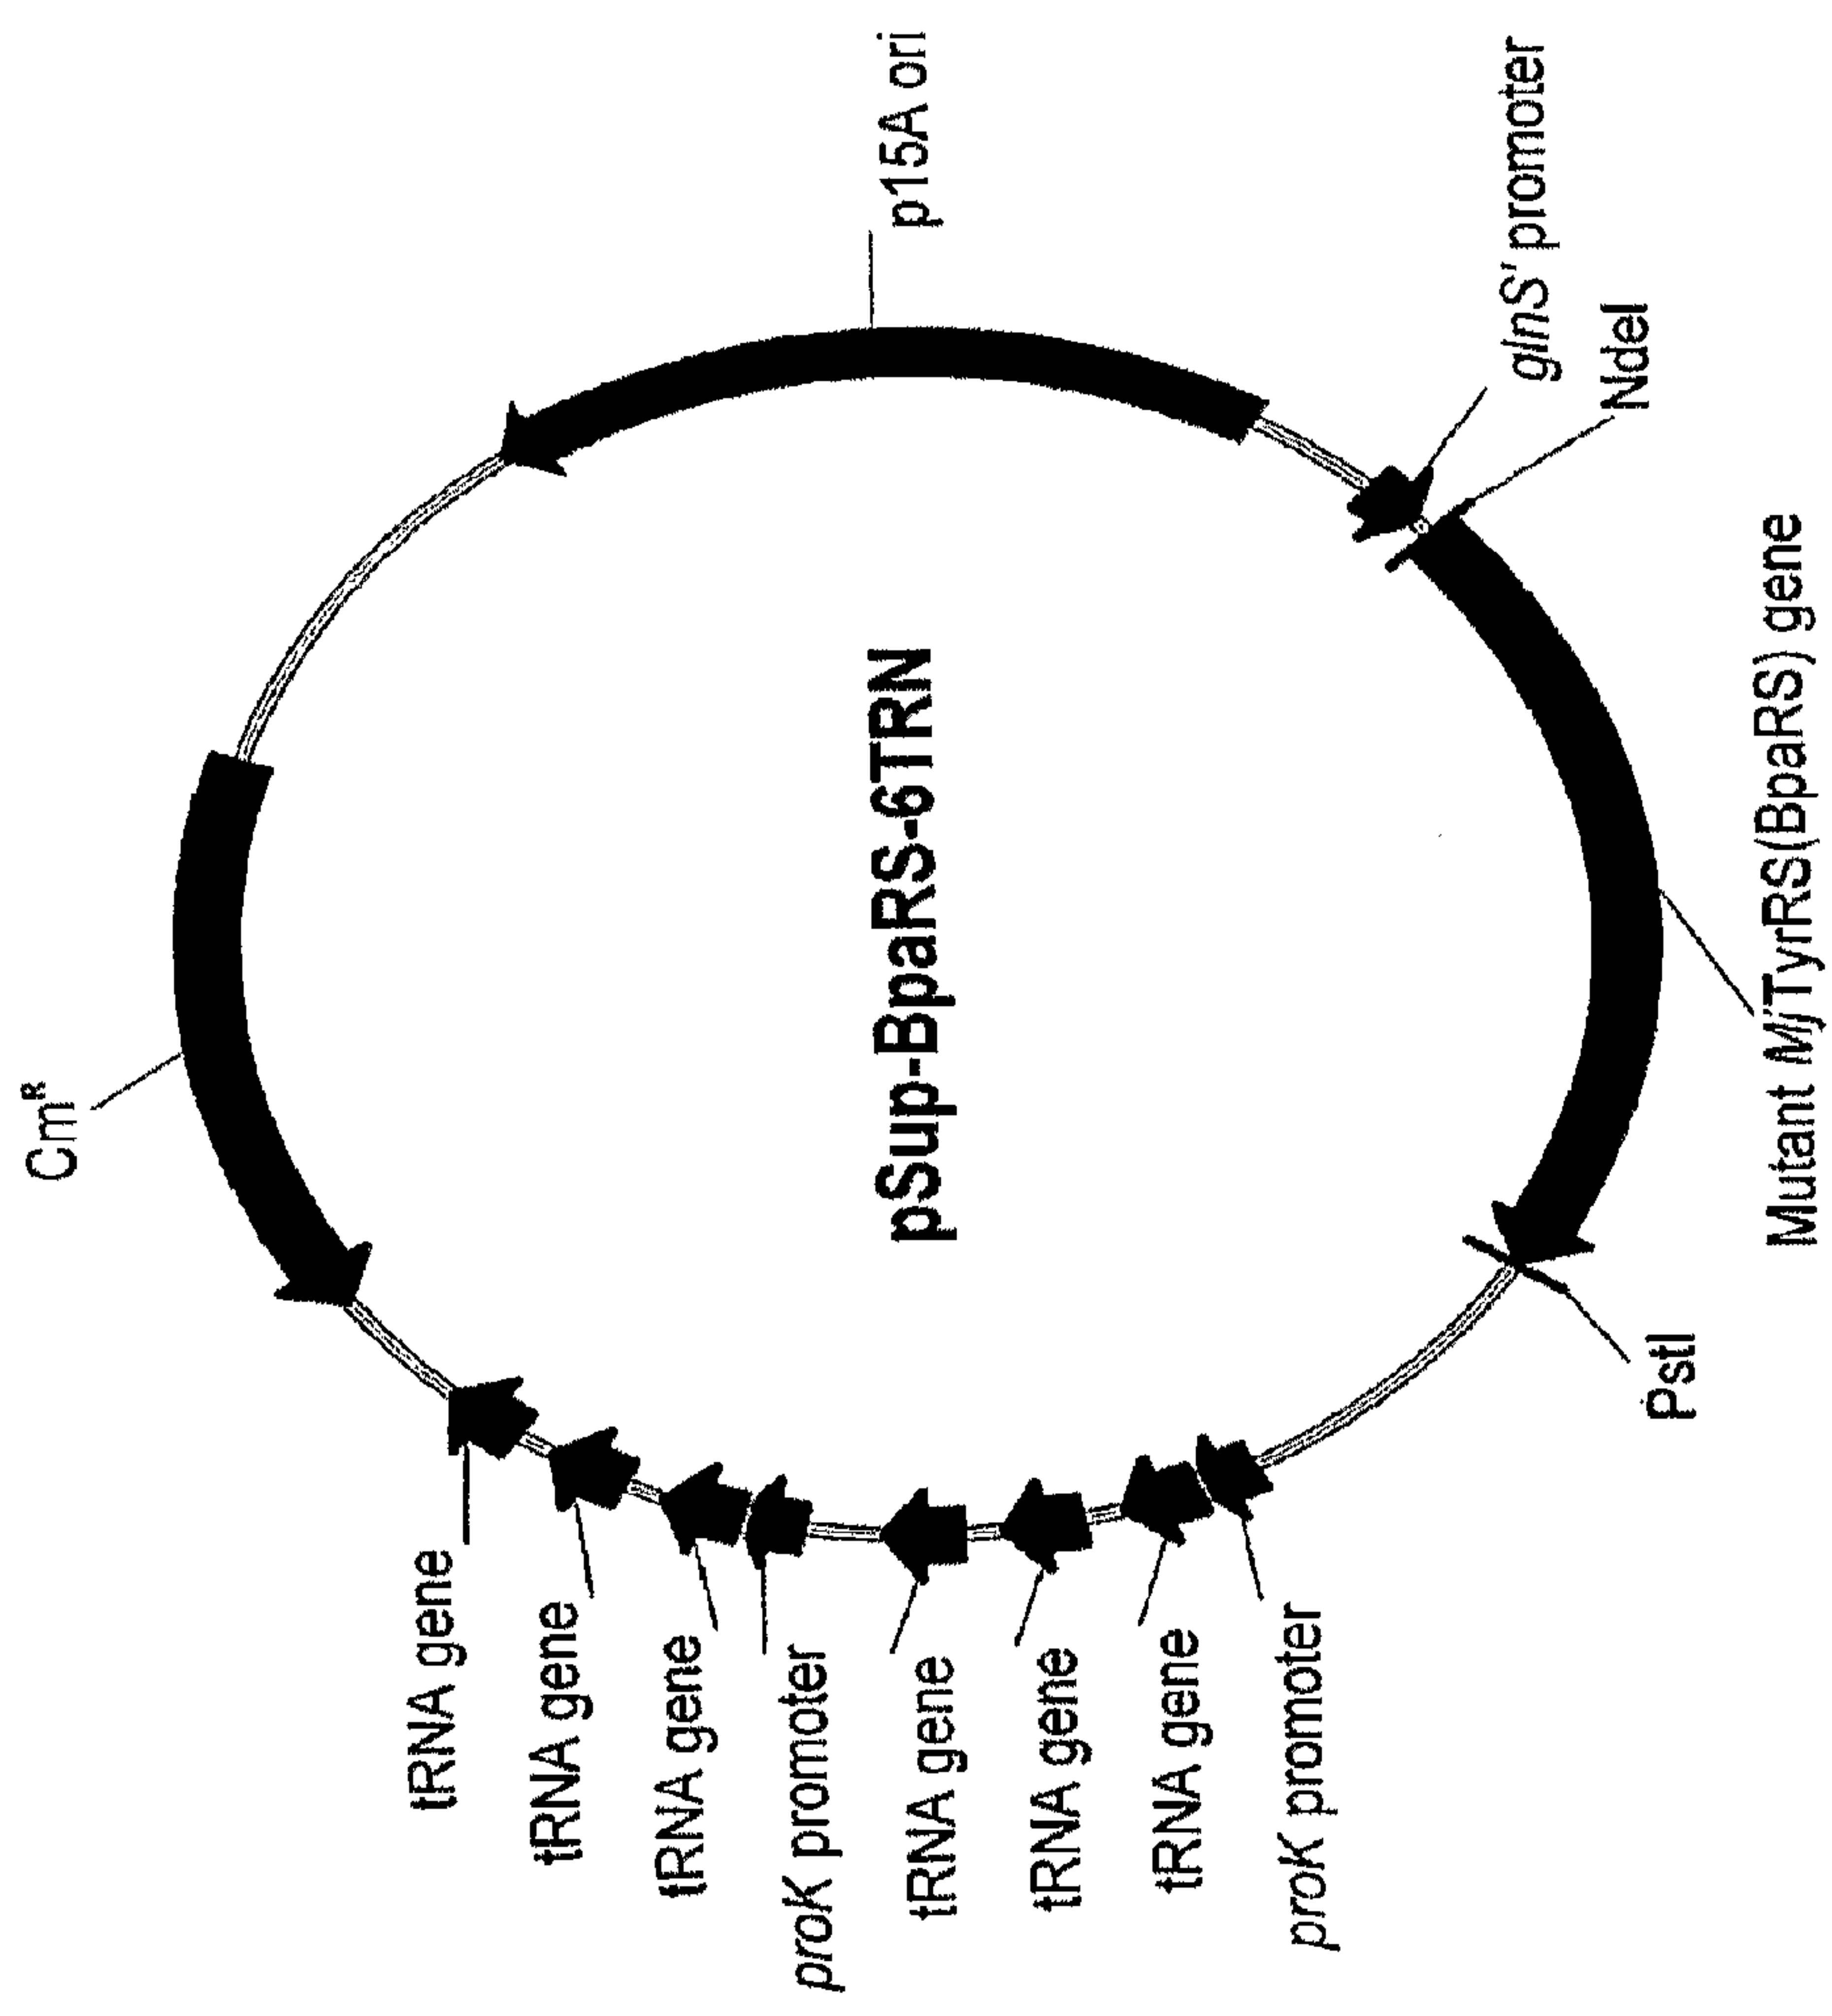 Cmᴿ
p15A ori
glnS' promoter
NdeI
Mutant MjTyrRS(BpaRS) gene
PstI
proK promoter
tRNA gene
tRNA gene
tRNA gene
proK promoter
tRNA gene
tRNA gene
tRNA gene
pSup-BpaRS-6TRN